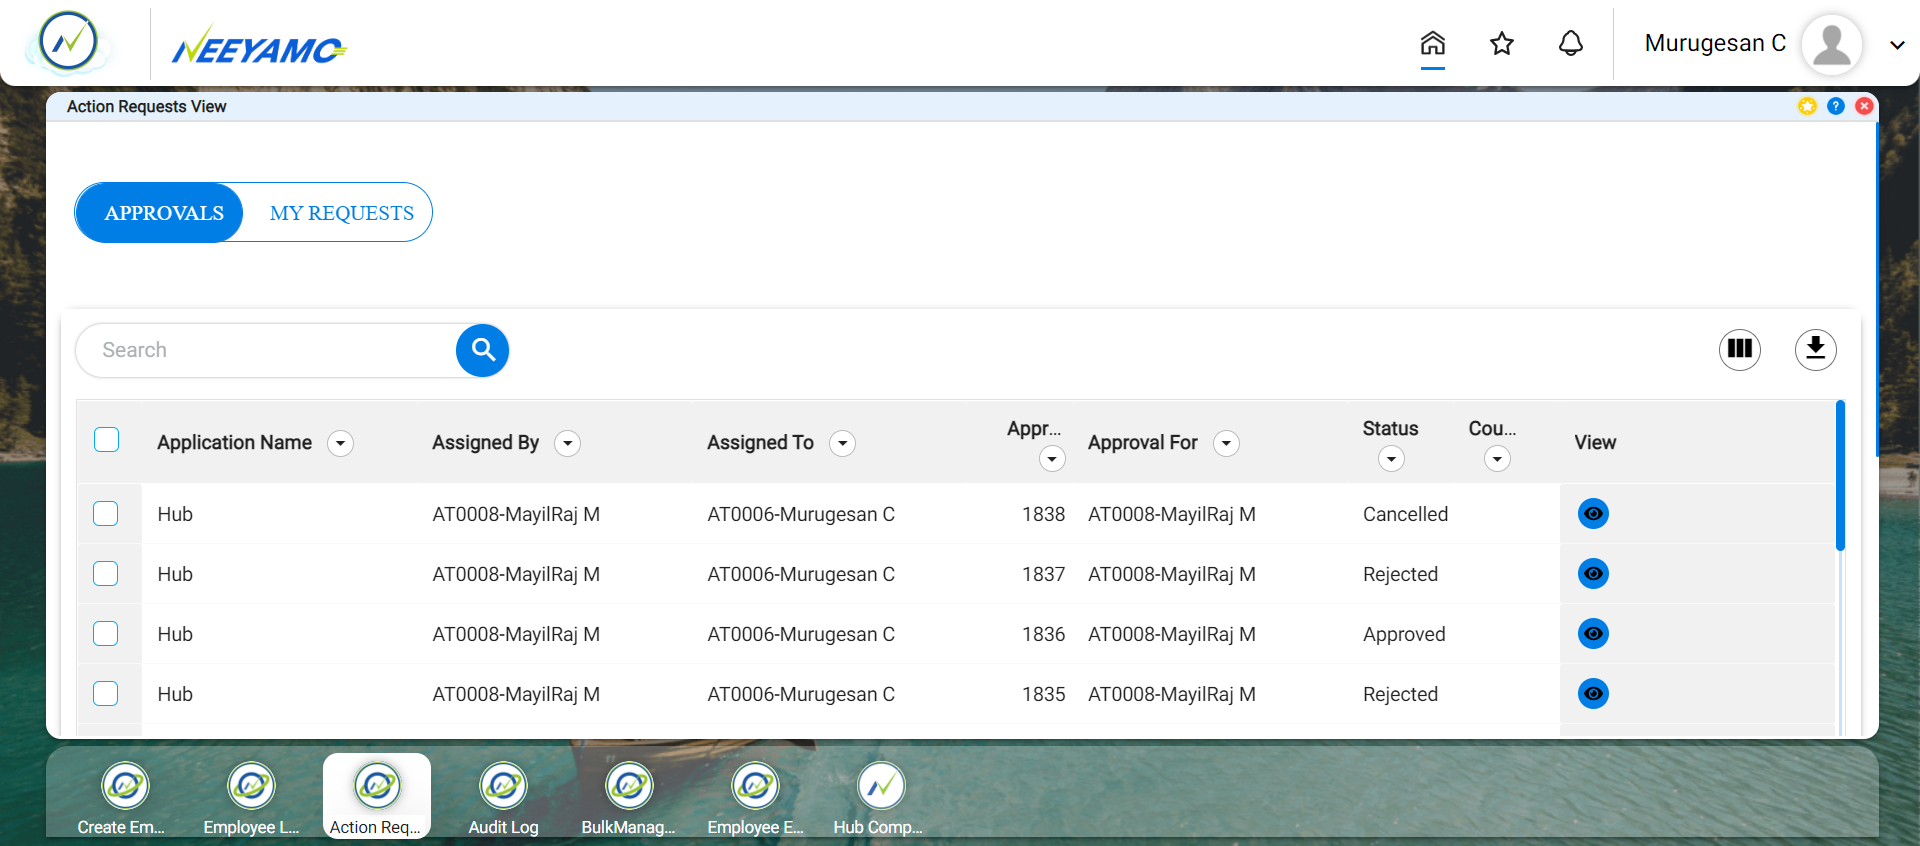 NEEYAMO
Murugesan C
Action Requests View
?
APPROVALS MY REQUESTS
Search
Application Name Assigned By Assigned To Appr... Approval For Status Cou... View
Hub AT0008-MayilRaj M AT0006-Murugesan C 1838 AT0008-MayilRaj M Cancelled
Hub AT0008-MayilRaj M AT0006-Murugesan C 1837 AT0008-MayilRaj M Rejected
Hub AT0008-MayilRaj M AT0006-Murugesan C 1836 AT0008-MayilRaj M Approved
Hub AT0008-MayilRaj M AT0006-Murugesan C 1835 AT0008-MayilRaj M Rejected
Create Em... Employee L... Action Req... Audit Log BulkManag... Employee E... Hub Comp...